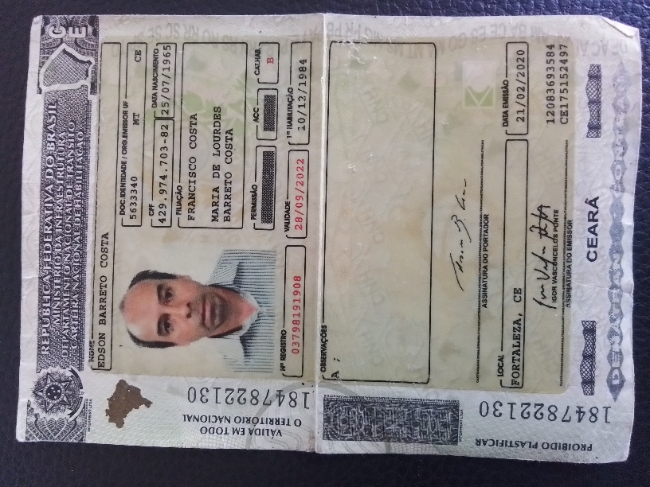 REPÚBLICA FEDERATIVA DO BRASIL
MINISTÉRIO DA INFRAESTRUTURA
DEPARTAMENTO NACIONAL DE TRÂNSITO
CARTEIRA NACIONAL DE HABILITAÇÃO
CE
NOME
EDSON BARRETO COSTA
DOC. IDENTIDADE / ORG. EMISSOR UF
5633340 MT CE
CPF DATA NASCIMENTO
429.974.703-82 25/07/1965
FILIAÇÃO
FRANCISCO COSTA
MARIA DE LOURDES
BARRETO COSTA
PERMISSÃO ACC CAT.HAB
B
Nº REGISTRO VALIDADE 1ª HABILITAÇÃO
03798191908 28/09/2022 10/12/1984
VÁLIDA EM TODO
O TERRITÓRIO NACIONAL
1847822130
OBSERVAÇÕES
A ;
ASSINATURA DO PORTADOR
LOCAL DATA EMISSÃO
FORTALEZA, CE 21/02/2020
IGOR VASCONCELOS PONTE
ASSINATURA DO EMISSOR
12083693584
CE175152497
CEARÁ
PROIBIDO PLASTIFICAR
1847822130